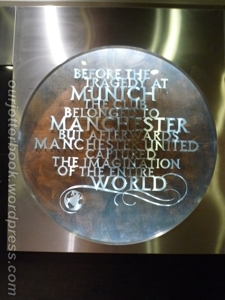 BEFORE THE
TRAGEDY AT
MUNICH
THE CLUB
BELONGED TO
MANCHESTER
BUT AFTERWARDS
MANCHESTER UNITED
CAPTURED
THE IMAGINATION
OF THE ENTIRE
WORLD
ourjotterbook.wordpress.com